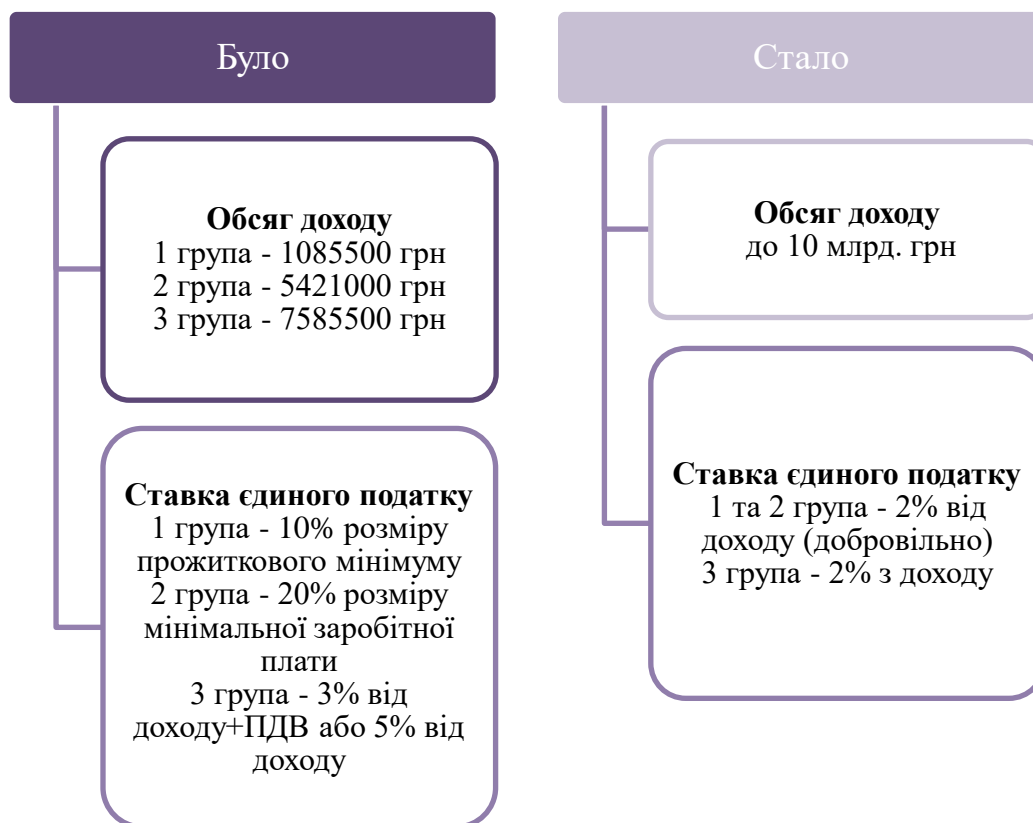 Було
Обсяг доходу
1 група - 1085500 грн
2 група - 5421000 грн
3 група - 7585500 грн
Ставка єдиного податку
1 група - 10% розміру
прожиткового мінімуму
2 група - 20% розміру
мінімальної заробітної
плати
3 група - 3% від
доходу+ПДВ або 5% від
доходу
Стало
Обсяг доходу
до 10 млрд. грн
Ставка єдиного податку
1 та 2 група - 2% від
доходу (добровільно)
3 група - 2% з доходу